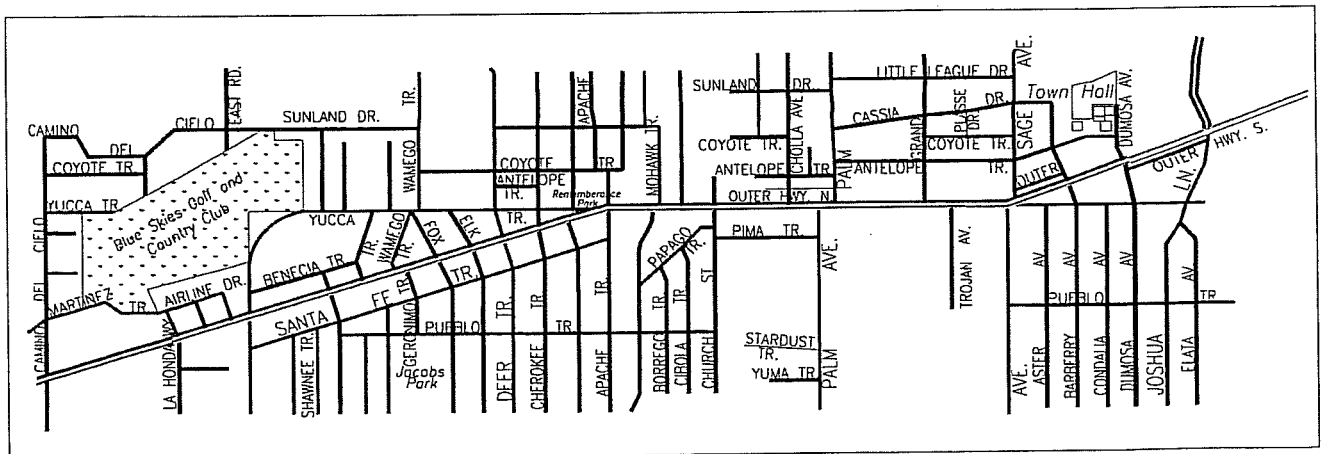 CAMINO
DEL
CIELO
EAST RD.
SUNLAND DR.
COYOTE TR.
YUCCA TR.
Blue Skies Golf and
Country Club
CAMINO DEL CIELO
MARTINEZ TR.
AIRLINE DR.
BENECIA TR.
LA HONDA WY
YUCCA TR.
WAMEGO TR.
WAMEGO TR.
FOX
ELK
APACHE
COYOTE TR
ANTELOPE
TR.
Rememberance
Park
MOHAWK TR.
SANTA FF TR.
SHAWNEE TR.
GERONIMO TR.
Jacobs
Park
PUEBLO TR.
DEER TR.
CHEROKEE TR
APACHE TR.
BORREGO TR.
CIBOLA TR.
CHURCH ST
PAPAGO
TR.
SUNLAND DR.
CHOLLA AVE
COYOTE TR.
ANTELOPE TR
OUTER HWY. N.
PIMA TR.
STARDUST
TR.
YUMA TR
PALM AVE.
PALM
LITTLE LEAGUE DR.
CASSIA DR.
GRAND
PLASSE
DR
COYOTE TR.
ANTELOPE TR.
SAGE AVE.
Town Hall
DUMOSA AV.
OUTER
OUTER HWY. S.
LN.
TROJAN AV.
PUEBLO TR
AVE.
ASTER AV
BARBERRY AV.
CONDALIA AV.
DUMOSA AV.
JOSHUA
ELATA AV